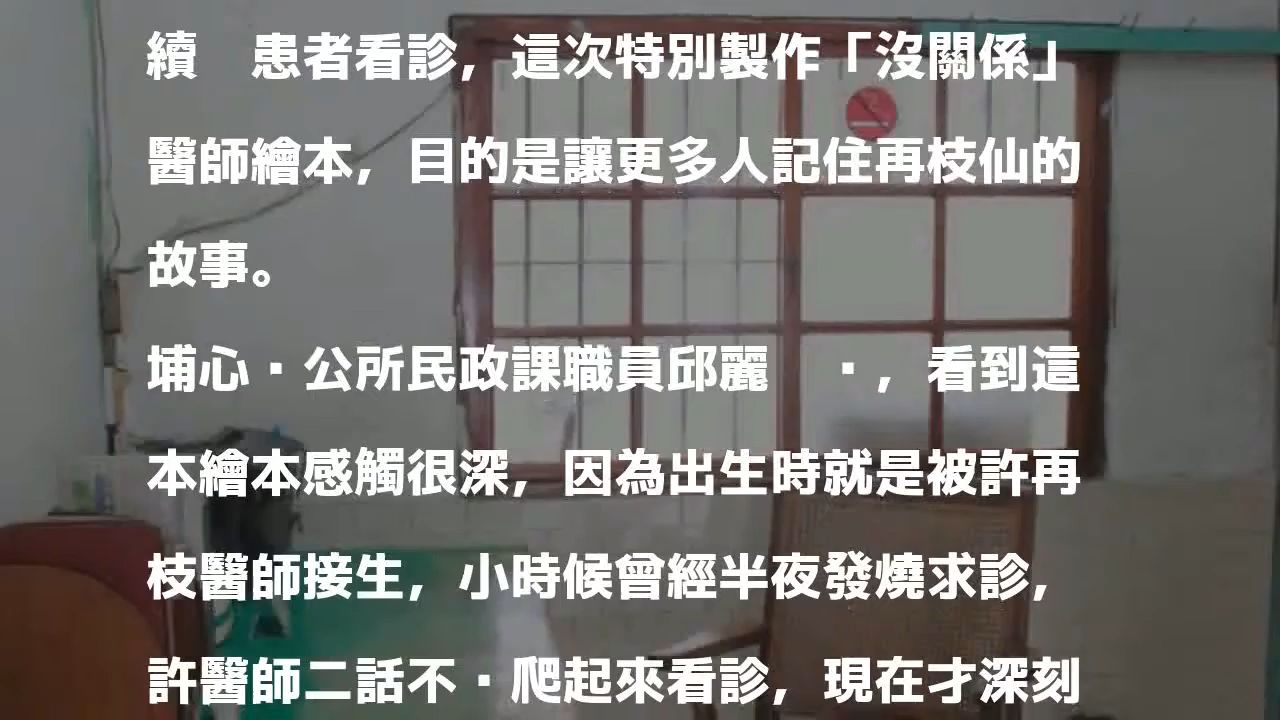 續　患者看診，這次特別製作「沒關係」
醫師繪本，目的是讓更多人記住再枝仙的
故事。
埔心·公所民政課職員邱麗　·，看到這
本繪本感觸很深，因為出生時就是被許再
枝醫師接生，小時候曾經半夜發燒求診，
許醫師二話不·爬起來看診，現在才深刻